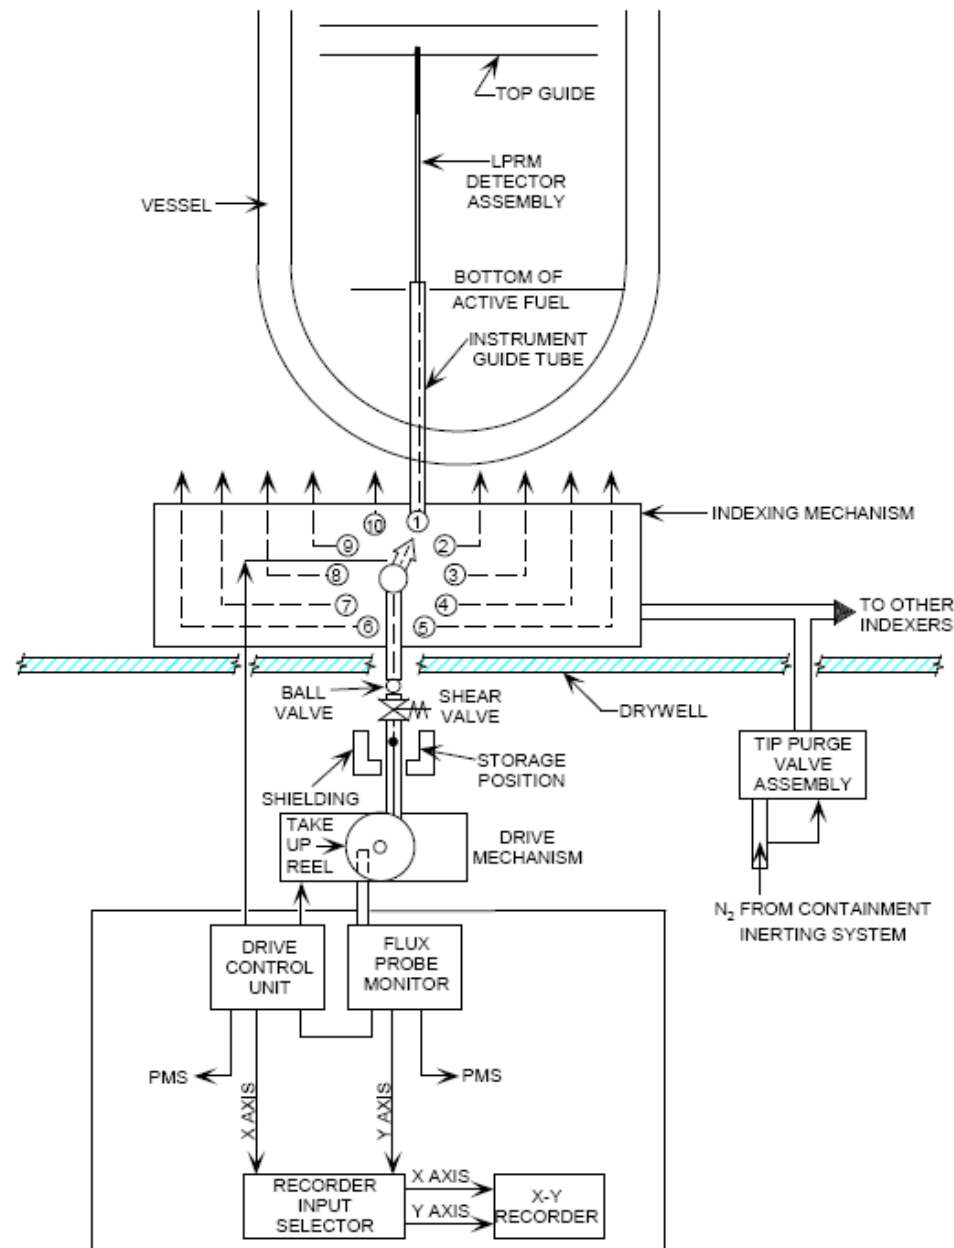 TOP GUIDE
LPRM
DETECTOR
ASSEMBLY
VESSEL
BOTTOM OF
ACTIVE FUEL
INSTRUMENT
GUIDE TUBE
INDEXING MECHANISM
1
10
9
2
8
3
7
4
6
5
TO OTHER
INDEXERS
BALL
VALVE
SHEAR
VALVE
DRYWELL
STORAGE
POSITION
SHIELDING
TIP PURGE
VALVE
ASSEMBLY
TAKE
UP
REEL
DRIVE
MECHANISM
N2 FROM CONTAINMENT
INERTING SYSTEM
DRIVE
CONTROL
UNIT
FLUX
PROBE
MONITOR
PMS
PMS
X AXIS
Y AXIS
RECORDER
INPUT
SELECTOR
X AXIS
Y AXIS
X-Y
RECORDER